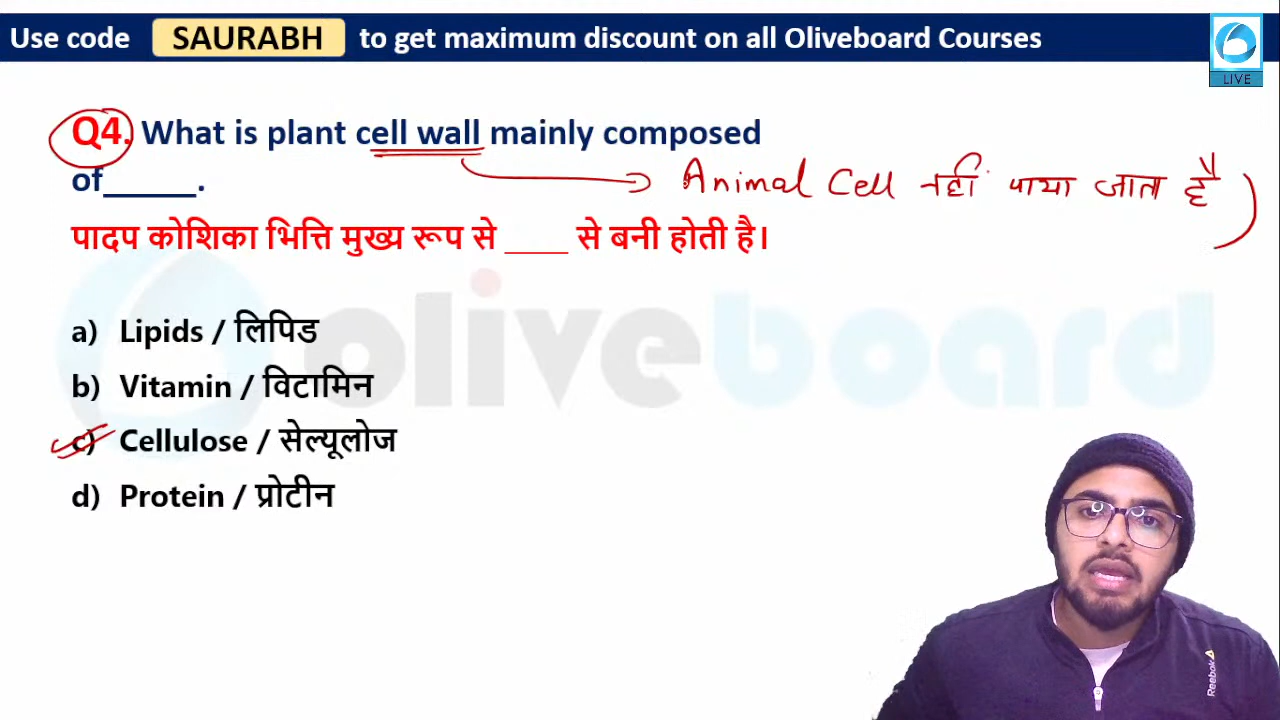 Use code SAURABH to get maximum discount on all Oliveboard Courses
LIVE
Q4. What is plant cell wall mainly composed
of_____.
Animal Cell नहीं पाया जाता है
पादप कोशिका भित्ति मुख्य रूप से ____ से बनी होती है।
oliveboard
a) Lipids / लिपिड
b) Vitamin / विटामिन
c) Cellulose / सेल्यूलोज
d) Protein / प्रोटीन
Reebok